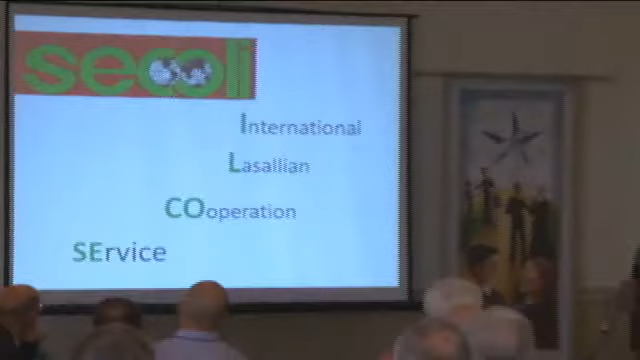 secoli
International
Lasallian
COoperation
SErvice